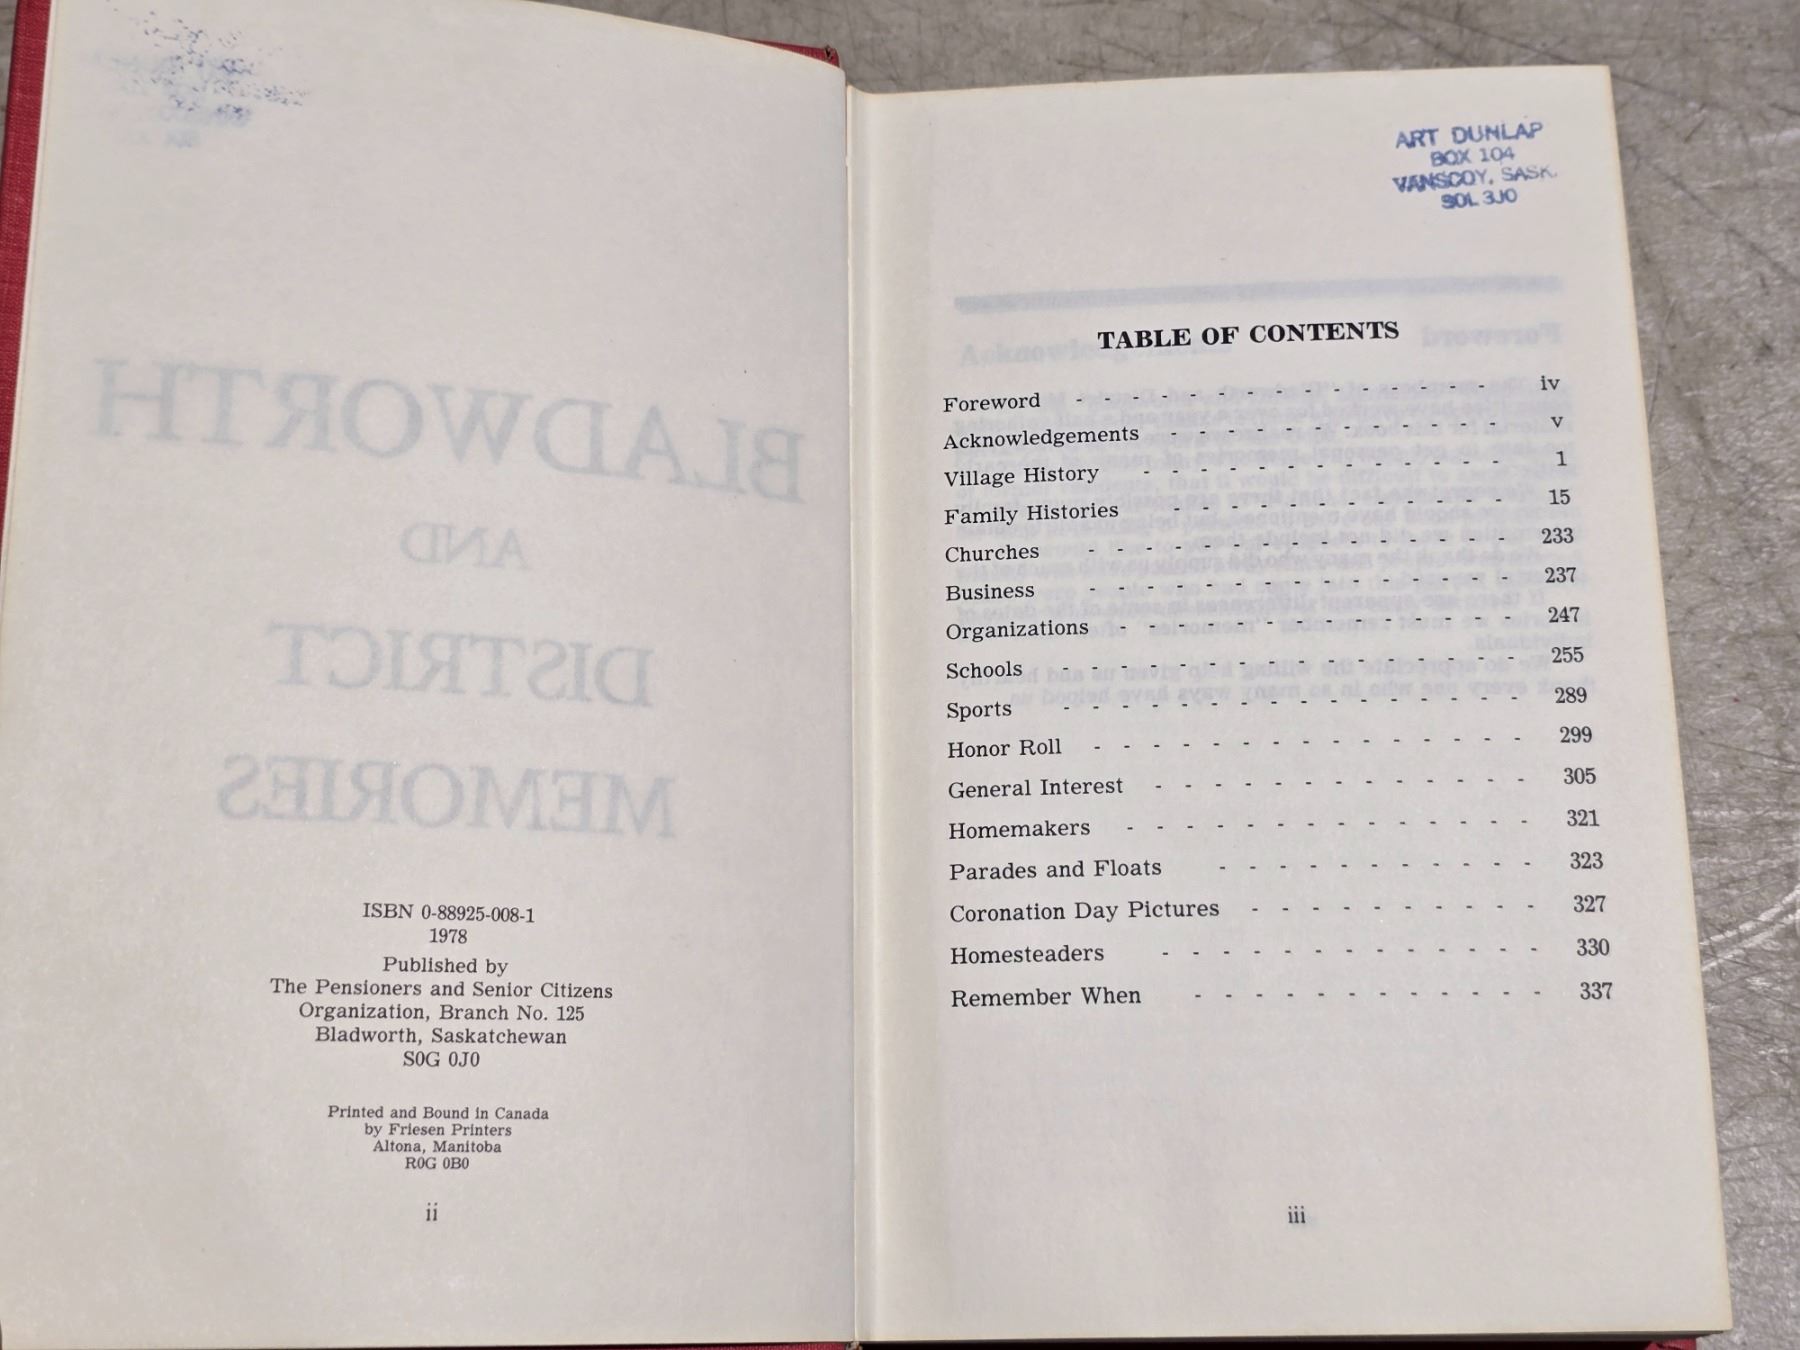 BLADWORTH
AND
DISTRICT
MEMORIES
ISBN 0-88925-008-1
1978
Published by
The Pensioners and Senior Citizens
Organization, Branch No. 125
Bladworth, Saskatchewan
S0G 0J0
Printed and Bound in Canada
by Friesen Printers
Altona, Manitoba
R0G 0B0
ii
ART DUNLAP
BOX 104
VANSCOY, SASK.
S0L 3J0
TABLE OF CONTENTS
Foreword - - - - - - - - - - - - - - - iv
Acknowledgements - - - - - - - - - - - - v
Village History - - - - - - - - - - - - - 1
Family Histories - - - - - - - - - - - - 15
Churches - - - - - - - - - - - - - - - 233
Business - - - - - - - - - - - - - - - 237
Organizations - - - - - - - - - - - - - - 247
Schools - - - - - - - - - - - - - - - - 255
Sports - - - - - - - - - - - - - - - - 289
Honor Roll - - - - - - - - - - - - - - - 299
General Interest - - - - - - - - - - - - - 305
Homemakers - - - - - - - - - - - - - - 321
Parades and Floats - - - - - - - - - - - 323
Coronation Day Pictures - - - - - - - - - - 327
Homesteaders - - - - - - - - - - - - - 330
Remember When - - - - - - - - - - - - 337
iii